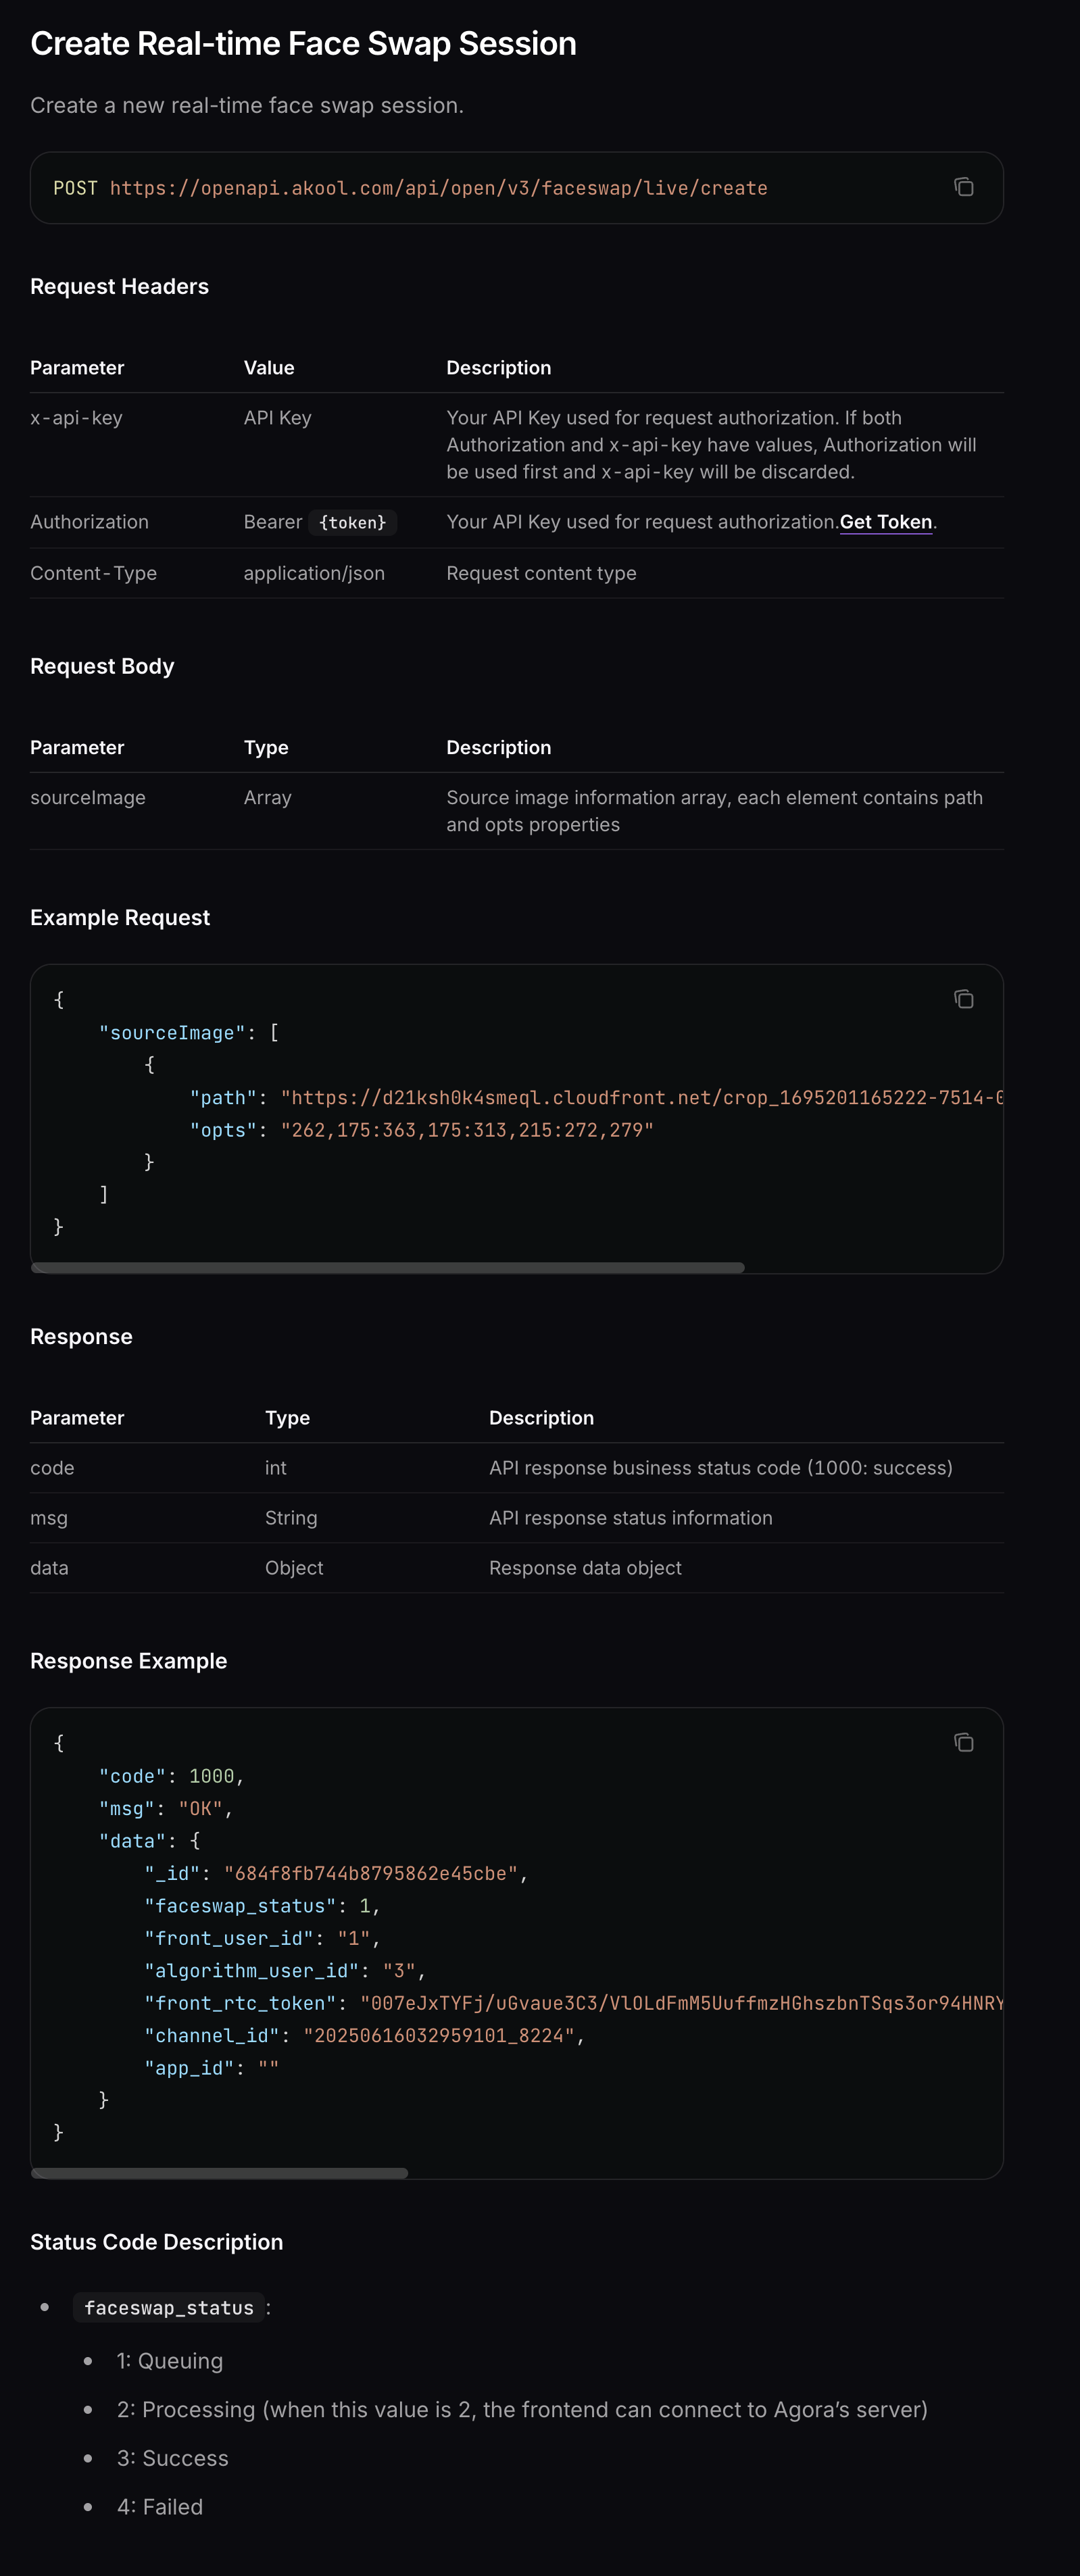 Create Real-time Face Swap Session
Create a new real-time face swap session.
POST https://openapi.akool.com/api/open/v3/faceswap/live/create
Request Headers
Parameter Value Description
x-api-key API Key Your API Key used for request authorization. If both
Authorization and x-api-key have values, Authorization will
be used first and x-api-key will be discarded.
Authorization Bearer {token} Your API Key used for request authorization.Get Token.
Content-Type application/json Request content type
Request Body
Parameter Type Description
sourceImage Array Source image information array, each element contains path
and opts properties
Example Request
{
"sourceImage": [
{
"path": "https://d21ksh0k4smeql.cloudfront.net/crop_1695201165222-7514-0
"opts": "262,175:363,175:313,215:272,279"
}
]
}
Response
Parameter Type Description
code int API response business status code (1000: success)
msg String API response status information
data Object Response data object
Response Example
{
"code": 1000,
"msg": "OK",
"data": {
"_id": "684f8fb744b8795862e45cbe",
"faceswap_status": 1,
"front_user_id": "1",
"algorithm_user_id": "3",
"front_rtc_token": "007eJxTYFj/uGvaue3C3/VlOLdFmM5UuffmzHGhszbnTSqs3or94HNRY
"channel_id": "20250616032959101_8224",
"app_id": ""
}
}
Status Code Description
faceswap_status:
1: Queuing
2: Processing (when this value is 2, the frontend can connect to Agora’s server)
3: Success
4: Failed